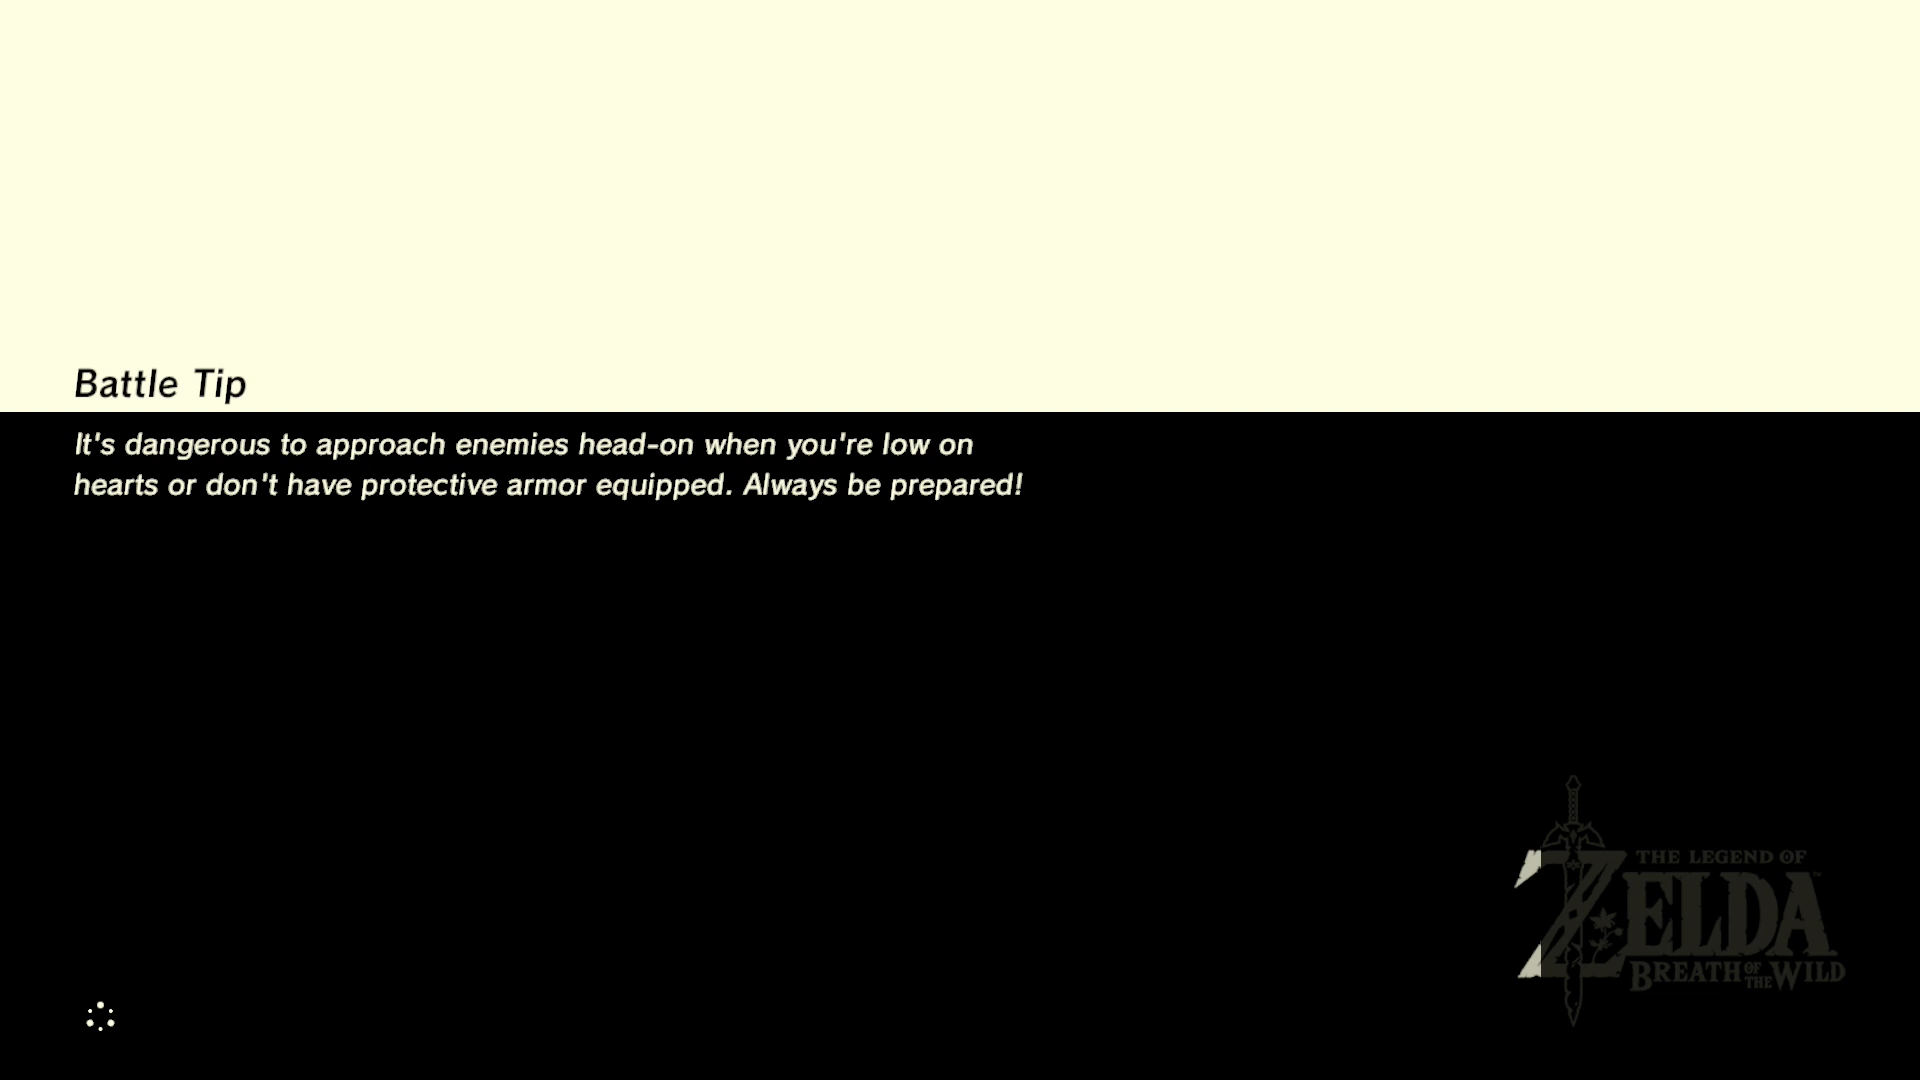 Battle Tip
It's dangerous to approach enemies head-on when you're low on
hearts or don't have protective armor equipped. Always be prepared!
THE LEGEND OF
ZELDA™
BREATH OF THE WILD